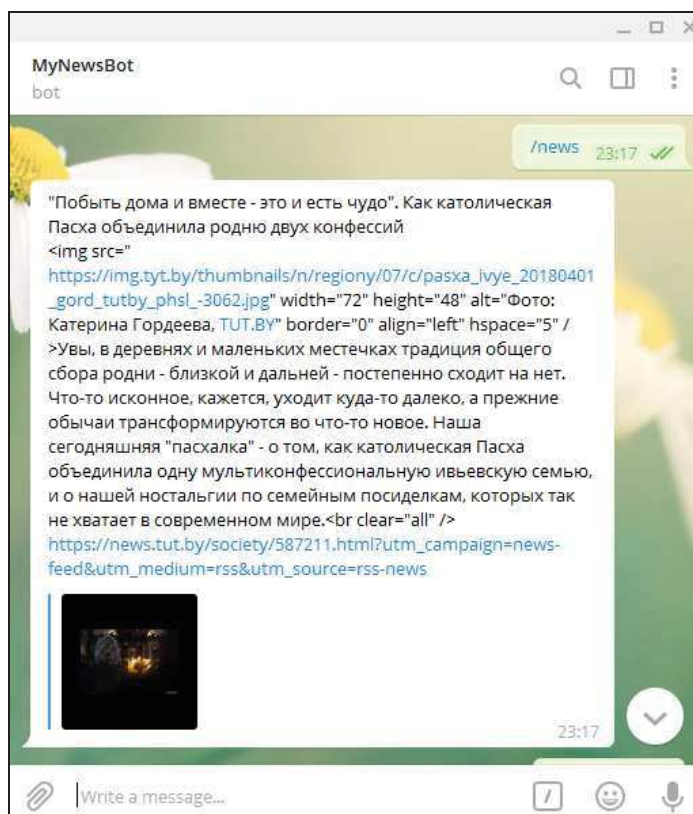 MyNewsBot
bot
/news 23:17
"Побыть дома и вместе - это и есть чудо". Как католическая
Пасха объединила родню двух конфессий
<img src="
https://img.tyt.by/thumbnails/n/regiony/07/c/pasxa_ivye_20180401
_gord_tutby_phsl_-3062.jpg" width="72" height="48" alt="Фото:
Катерина Гордеева, TUT.BY" border="0" align="left" hspace="5" /
>Увы, в деревнях и маленьких местечках традиция общего
сбора родни - близкой и дальней - постепенно сходит на нет.
Что-то исконное, кажется, уходит куда-то далеко, а прежние
обычаи трансформируются во что-то новое. Наша
сегодняшняя "пасхалка" - о том, как католическая Пасха
объединила одну мультиконфессиональную ивьевскую семью,
и о нашей ностальгии по семейным посиделкам, которых так
не хватает в современном мире.<br clear="all" />
https://news.tut.by/society/587211.html?utm_campaign=news-
feed&utm_medium=rss&utm_source=rss-news
23:17
Write a message...